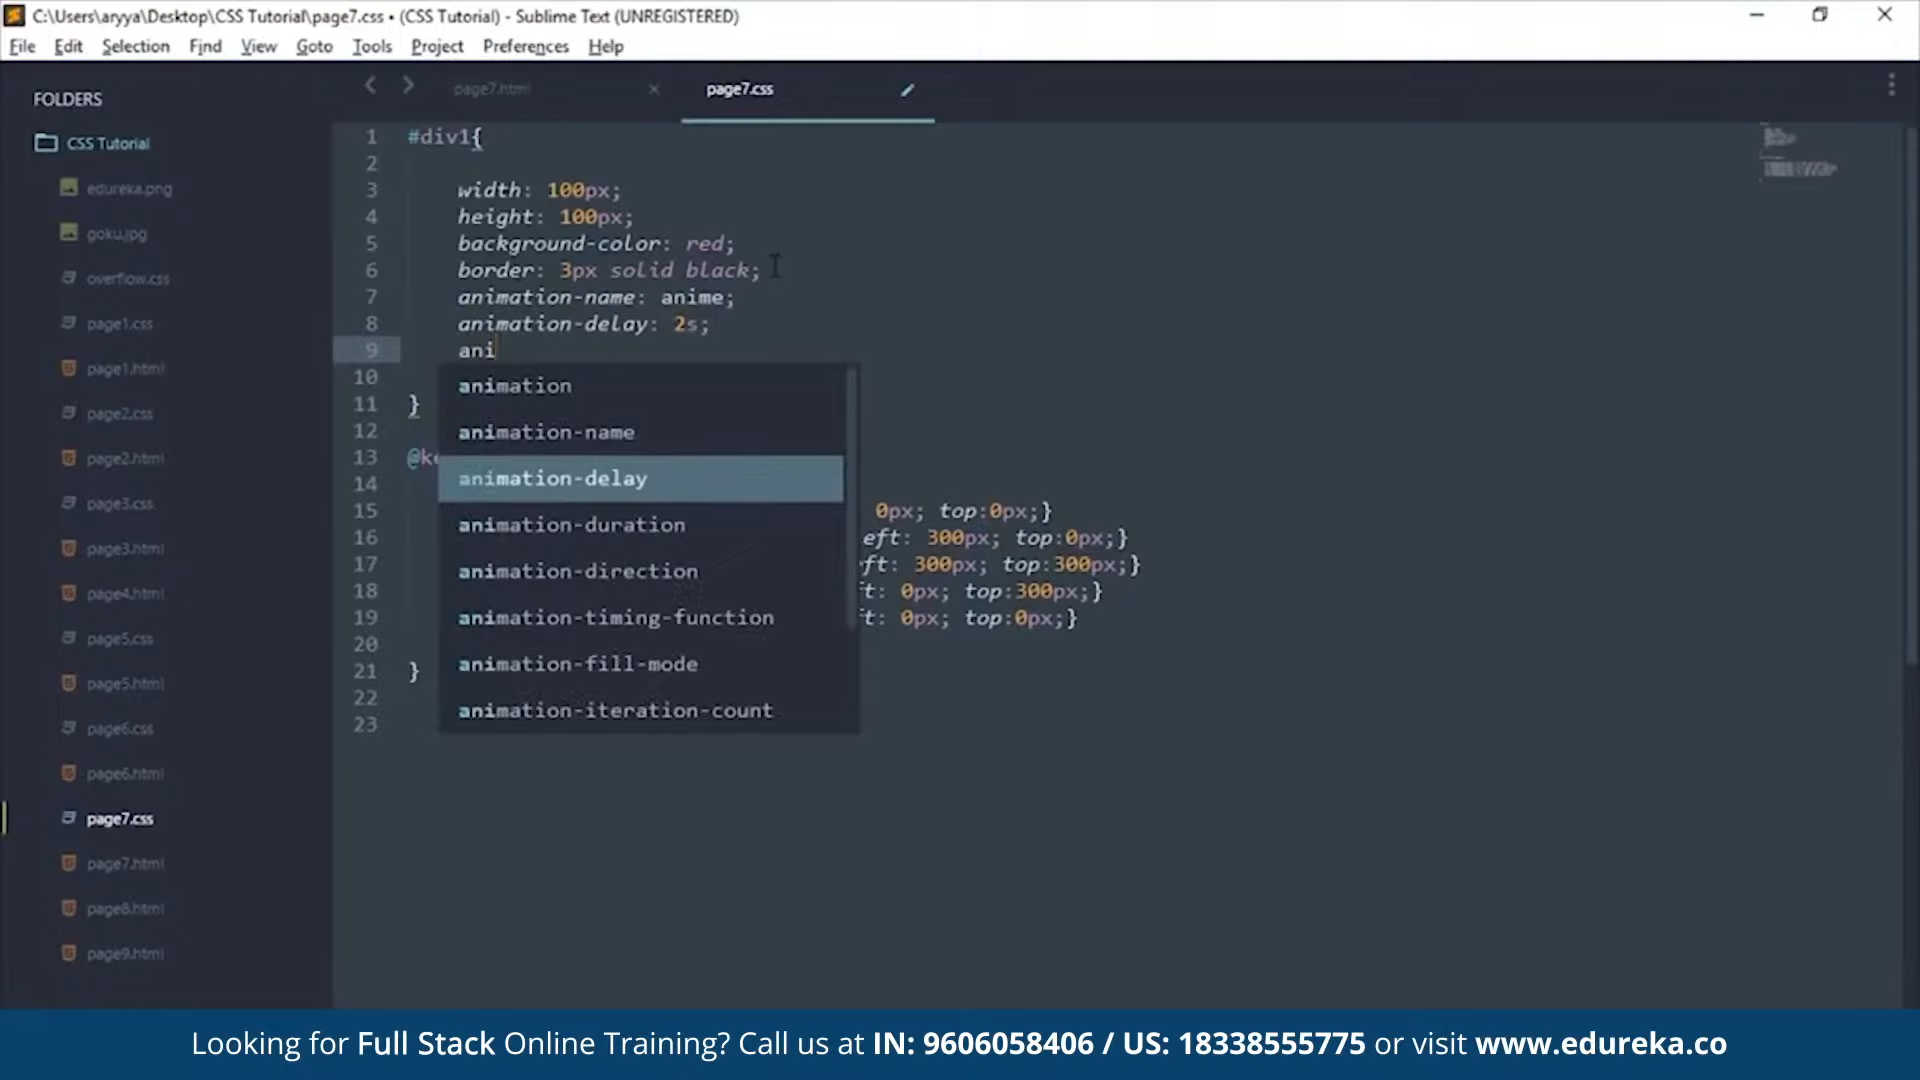 C:\Users\aryya\Desktop\CSS Tutorial\page7.css • (CSS Tutorial) - Sublime Text (UNREGISTERED)
File Edit Selection Find View Goto Tools Project Preferences Help
FOLDERS
CSS Tutorial
edureka.png
goku.jpg
overflow.css
page1.css
page1.html
page2.css
page2.html
page3.css
page3.html
page4.html
page5.css
page5.html
page6.css
page6.html
page7.css
page7.html
page8.html
page9.html
page7.html page7.css
1 #div1{
2
3 width: 100px;
4 height: 100px;
5 background-color: red;
6 border: 3px solid black;
7 animation-name: anime;
8 animation-delay: 2s;
9 ani
10
11 }
12
13 @ke
14
15 0px; top:0px;}
16 eft: 300px; top:0px;}
17 ft: 300px; top:300px;}
18 t: 0px; top:300px;}
19 t: 0px; top:0px;}
20
21 }
22
23
animation
animation-name
animation-delay
animation-duration
animation-direction
animation-timing-function
animation-fill-mode
animation-iteration-count
Looking for Full Stack Online Training? Call us at IN: 9606058406 / US: 18338555775 or visit www.edureka.co